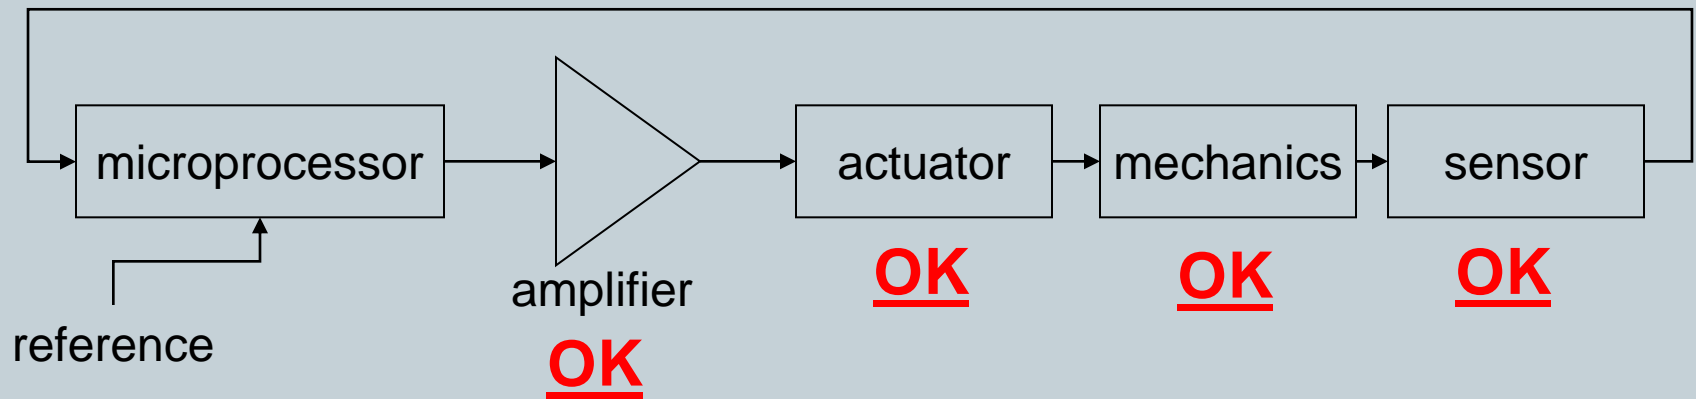 microprocessor
amplifier
OK
actuator
OK
mechanics
OK
sensor
OK
reference